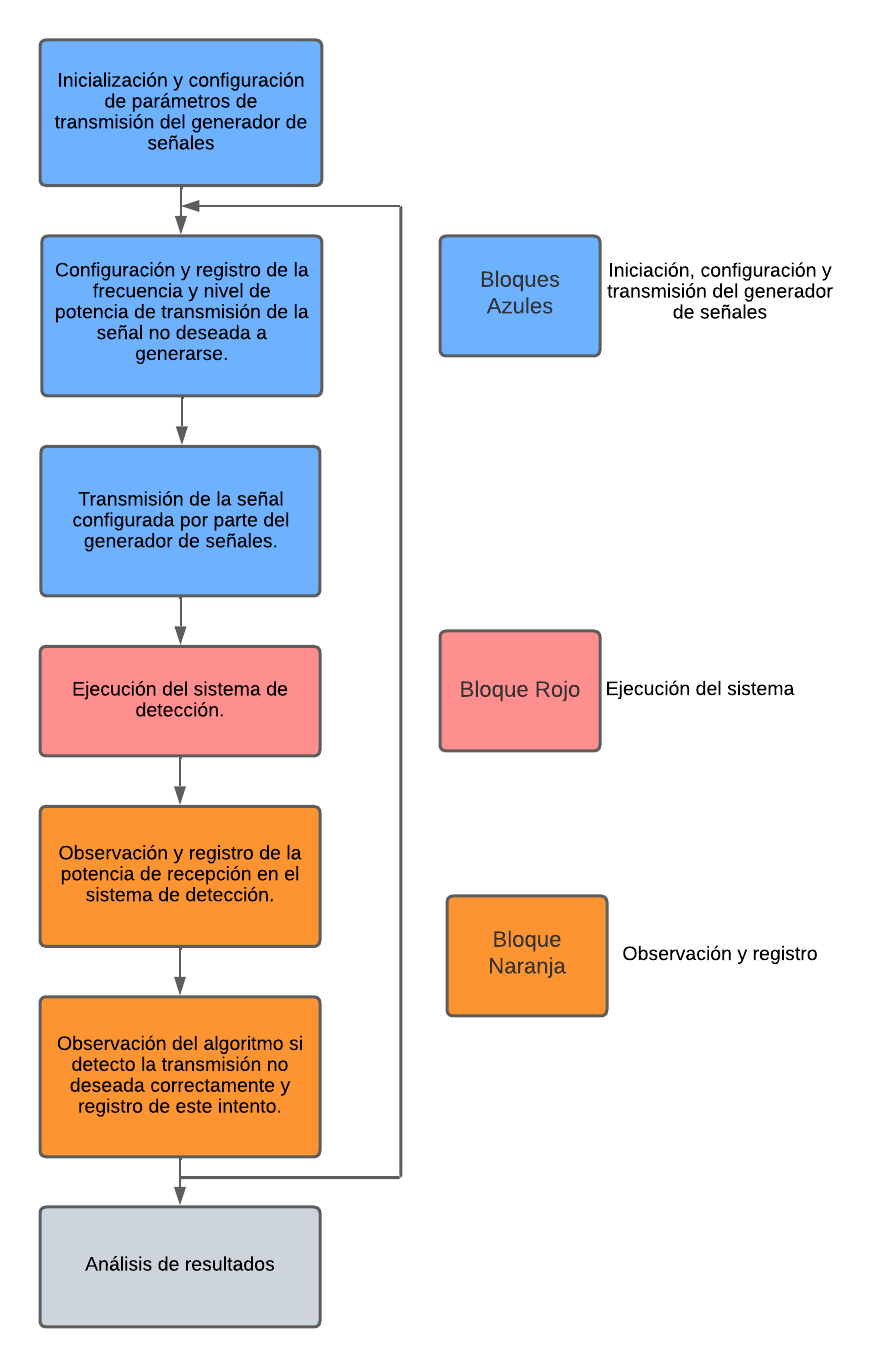 Inicialización y configuración
de parámetros de
transmisión del generador de
señales
Configuración y registro de la
frecuencia y nivel de
potencia de transmisión de la
señal no deseada a
generarse.
Transmisión de la señal
configurada por parte del
generador de señales.
Ejecución del sistema de
detección.
Observación y registro de la
potencia de recepción en el
sistema de detección.
Observación del algoritmo si
detecto la transmisión no
deseada correctamente y
registro de este intento.
Análisis de resultados
Bloques
Azules
Iniciación, configuración y
transmisión del generador
de señales
Bloque Rojo
Ejecución del sistema
Bloque
Naranja
Observación y registro